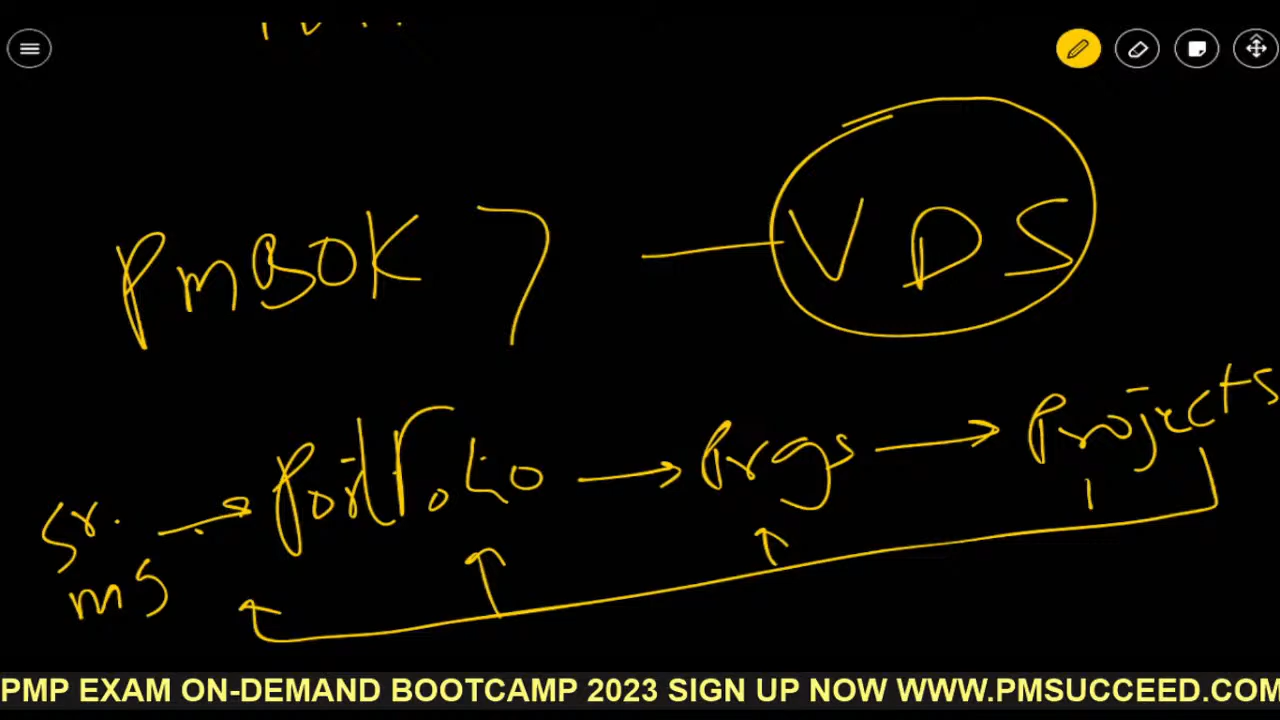 PmBOK 7 — VDS
Sr. → Portfolio → Prgs → Projects
ms
PMP EXAM ON-DEMAND BOOTCAMP 2023 SIGN UP NOW WWW.PMSUCCEED.COM